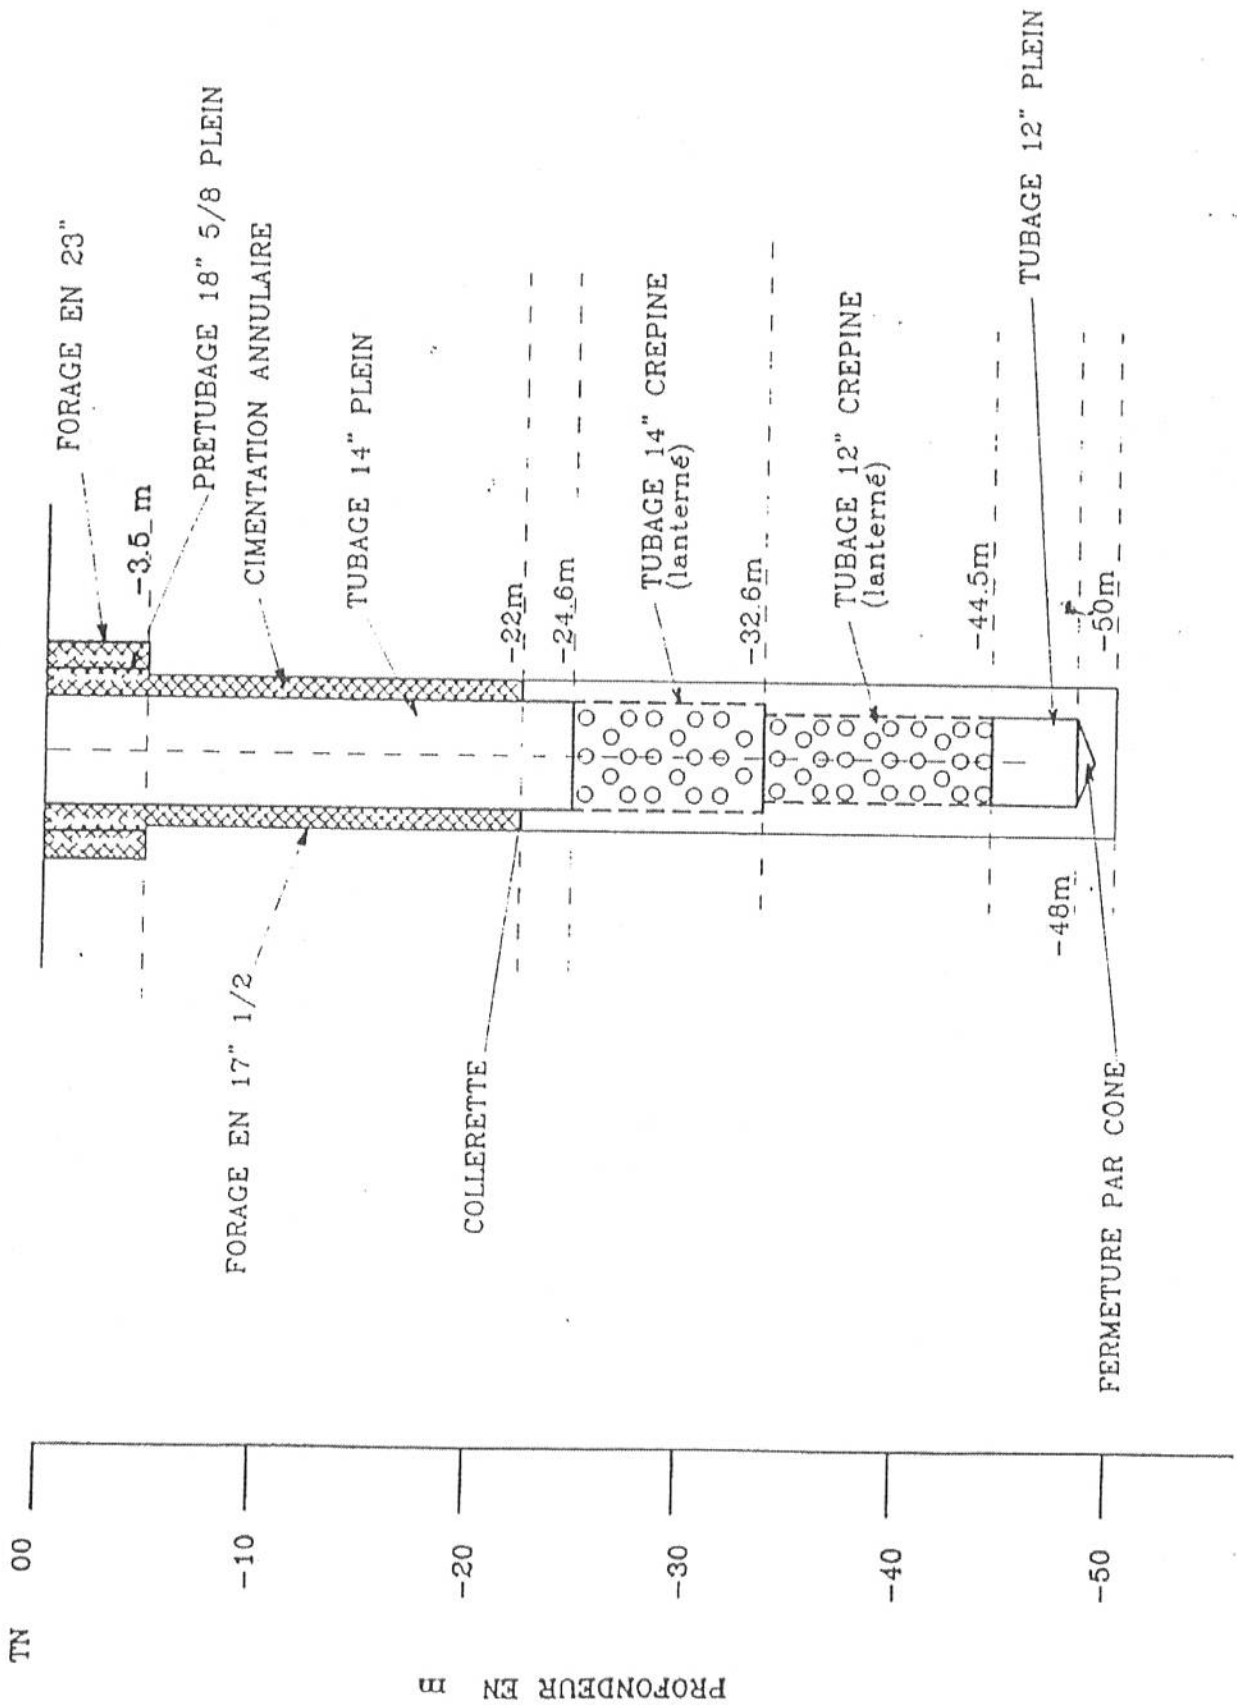 FORAGE EN 23"
-3.5 m
PRETUBAGE 18" 5/8 PLEIN
CIMENTATION ANNULAIRE
TUBAGE 14" PLEIN
FORAGE EN 17" 1/2
-22m
COLLERETTE
-24.6m
TUBAGE 14" CREPINE
(lanterné)
-32.6m
TUBAGE 12" CREPINE
(lanterné)
-44.5m
-48m
-50m
TUBAGE 12" PLEIN
FERMETURE PAR CONE
TN 00
-10
-20
-30
-40
-50
PROFONDEUR EN m